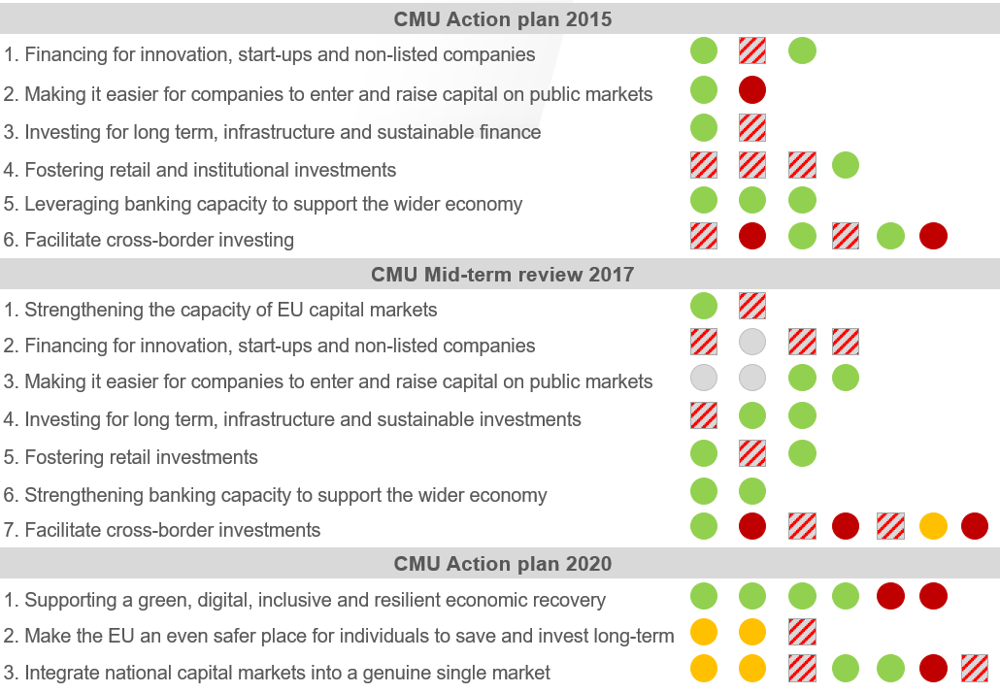 CMU Action plan 2015
1. Financing for innovation, start-ups and non-listed companies
2. Making it easier for companies to enter and raise capital on public markets
3. Investing for long term, infrastructure and sustainable finance
4. Fostering retail and institutional investments
5. Leveraging banking capacity to support the wider economy
6. Facilitate cross-border investing
CMU Mid-term review 2017
1. Strengthening the capacity of EU capital markets
2. Financing for innovation, start-ups and non-listed companies
3. Making it easier for companies to enter and raise capital on public markets
4. Investing for long term, infrastructure and sustainable investments
5. Fostering retail investments
6. Strengthening banking capacity to support the wider economy
7. Facilitate cross-border investments
CMU Action plan 2020
1. Supporting a green, digital, inclusive and resilient economic recovery
2. Make the EU an even safer place for individuals to save and invest long-term
3. Integrate national capital markets into a genuine single market